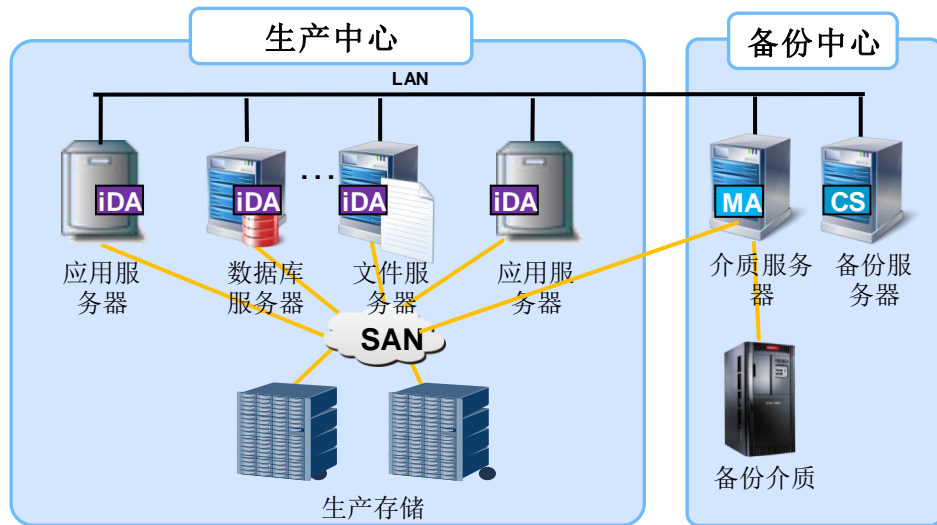 生产中心
备份中心
LAN
iDA
iDA
...
iDA
iDA
MA
CS
应用服
务器
数据库
服务器
文件服
务器
应用服
务器
介质服务
器
备份服
务器
SAN
备份介质
生产存储